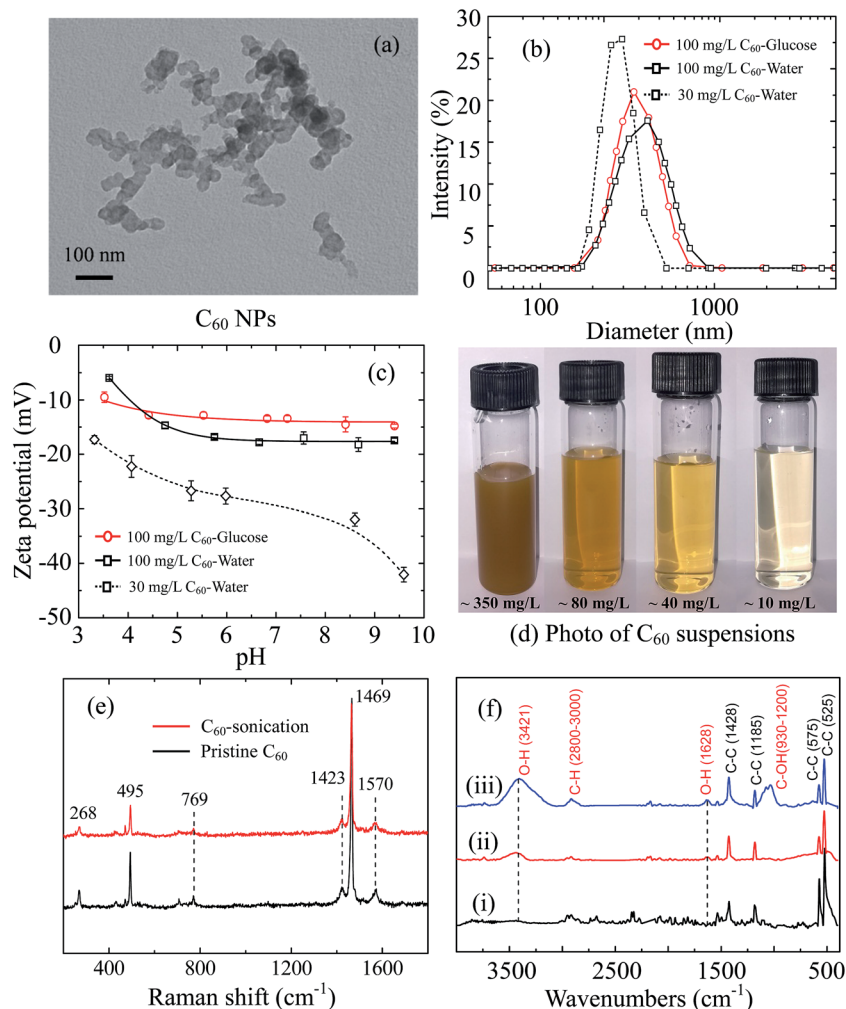 (a)
100 nm
C60 NPs
(b)
100 mg/L C60-Glucose
100 mg/L C60-Water
30 mg/L C60-Water
Intensity (%)
30
25
20
15
10
5
0
100
1000
Diameter (nm)
(c)
Zeta potential (mV)
0
-10
-20
-30
-40
-50
100 mg/L C60-Glucose
100 mg/L C60-Water
30 mg/L C60-Water
3 4 5 6 7 8 9 10
pH
~ 350 mg/L ~ 80 mg/L ~ 40 mg/L ~ 10 mg/L
(d) Photo of C60 suspensions
(e)
C60-sonication
Pristine C60
268
495
769
1423
1469
1570
400 800 1200 1600
Raman shift (cm-1)
(f)
O-H (3421)
C-H (2800-3000)
O-H (1628)
C-C (1428)
C-C (1185)
C-OH(930-1200)
C-C (575)
C-C (525)
(iii)
(ii)
(i)
3500 2500 1500 500
Wavenumbers (cm-1)